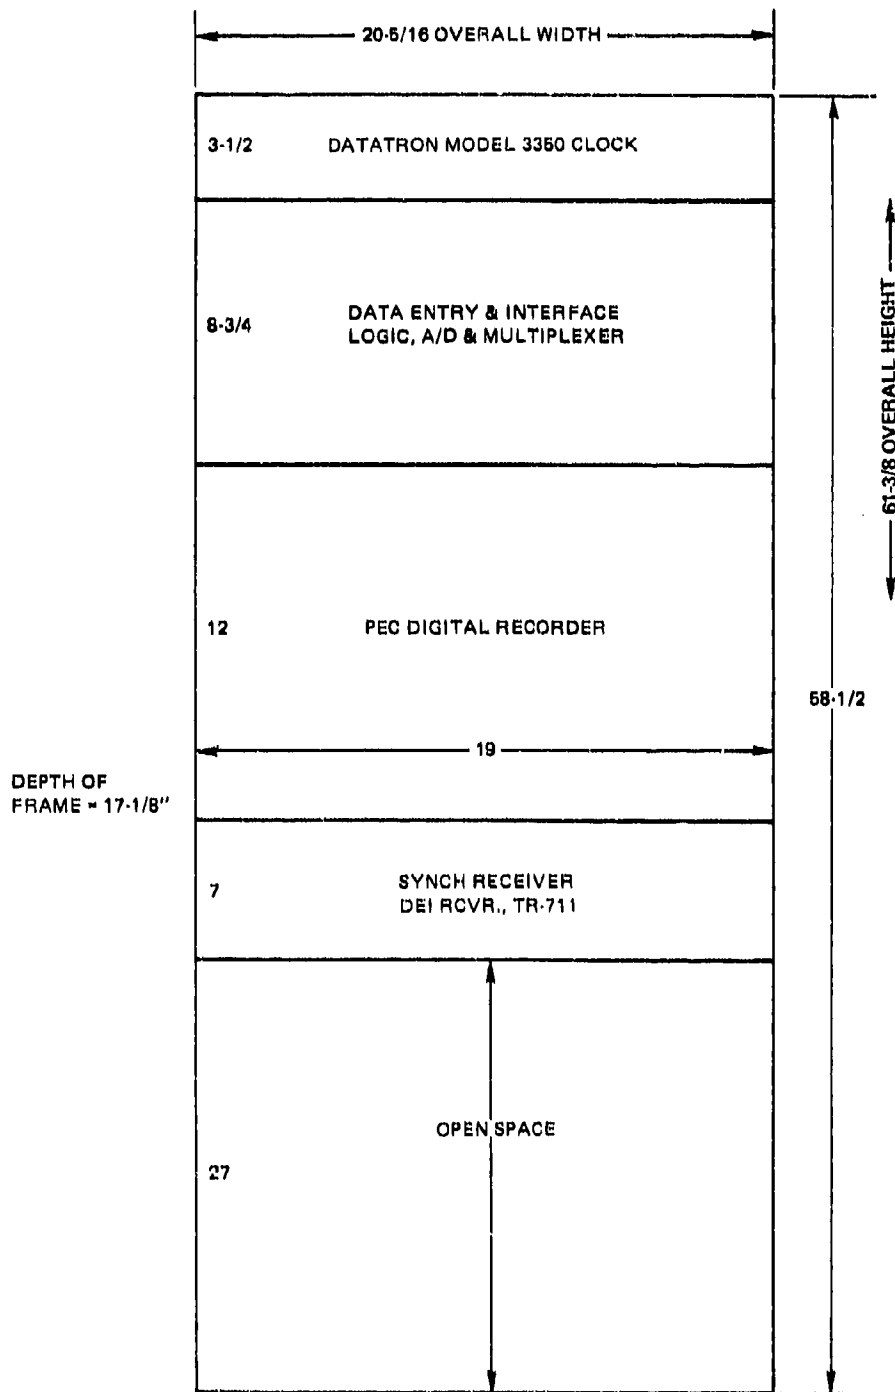 20-5/16 OVERALL WIDTH
3-1/2 DATATRON MODEL 3350 CLOCK
8-3/4
DATA ENTRY & INTERFACE
LOGIC, A/D & MULTIPLEXER
61-3/8 OVERALL HEIGHT
12 PEC DIGITAL RECORDER
58-1/2
19
DEPTH OF
FRAME = 17-1/8"
7
SYNCH RECEIVER
DEI RCVR., TR-711
OPEN SPACE
27